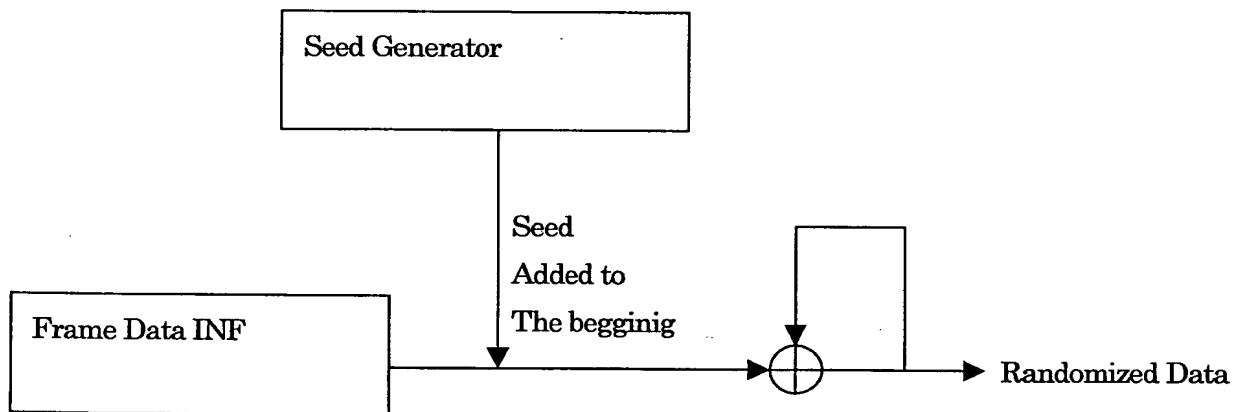 Seed Generator
Seed
Added to
The begginig
Frame Data INF
Randomized Data